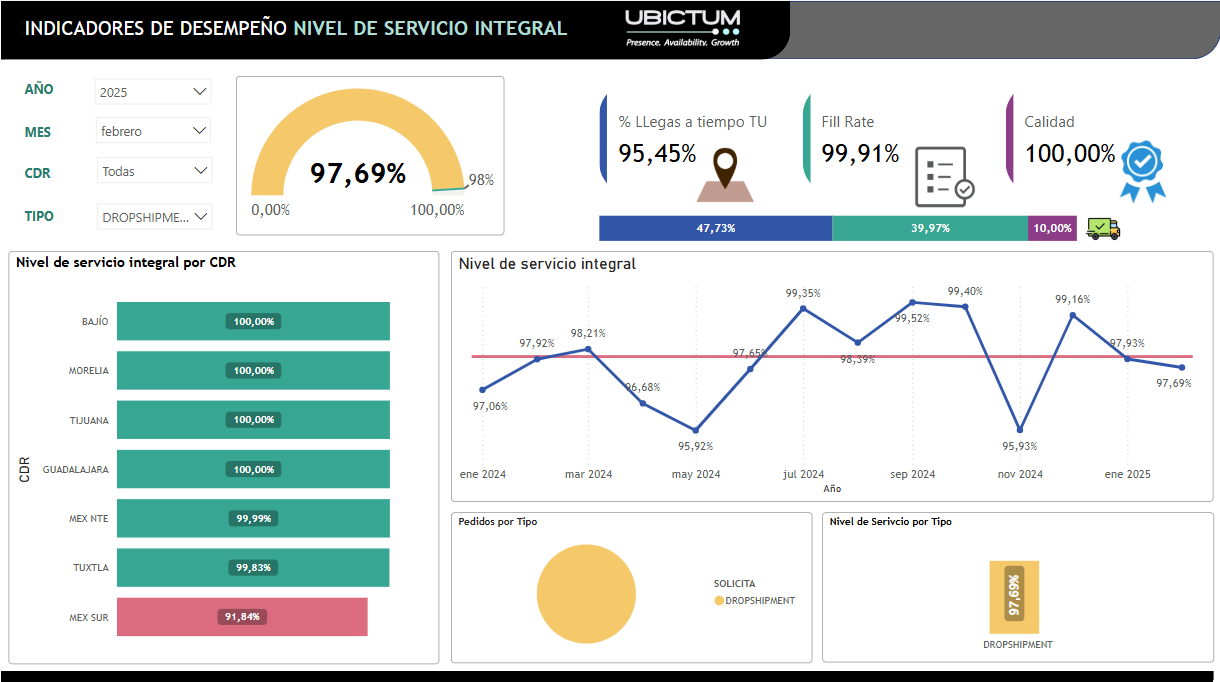 INDICADORES DE DESEMPEÑO NIVEL DE SERVICIO INTEGRAL
UBICTUM
Presence. Availability. Growth
AÑO
2025
MES
febrero
CDR
Todas
TIPO
DROPSHIPME...
97,69%
98%
0,00%
100,00%
% LLegas a tiempo TU
95,45%
Fill Rate
99,91%
Calidad
100,00%
47,73%
39,97%
10,00%
Nivel de servicio integral por CDR
CDR
BAJÍO
100,00%
MORELIA
100,00%
TIJUANA
100,00%
GUADALAJARA
100,00%
MEX NTE
99,99%
TUXTLA
99,83%
MEX SUR
91,84%
Nivel de servicio integral
97,06%
97,92%
98,21%
96,68%
95,92%
97,65%
99,35%
98,39%
99,52%
99,40%
95,93%
99,16%
97,93%
97,69%
ene 2024
mar 2024
may 2024
jul 2024
sep 2024
nov 2024
ene 2025
Año
Pedidos por Tipo
SOLICITA
DROPSHIPMENT
Nivel de Serivcio por Tipo
97,69%
DROPSHIPMENT